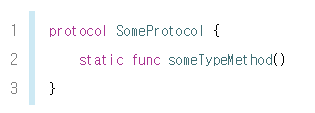 1 protocol SomeProtocol {
2     static func someTypeMethod()
3 }